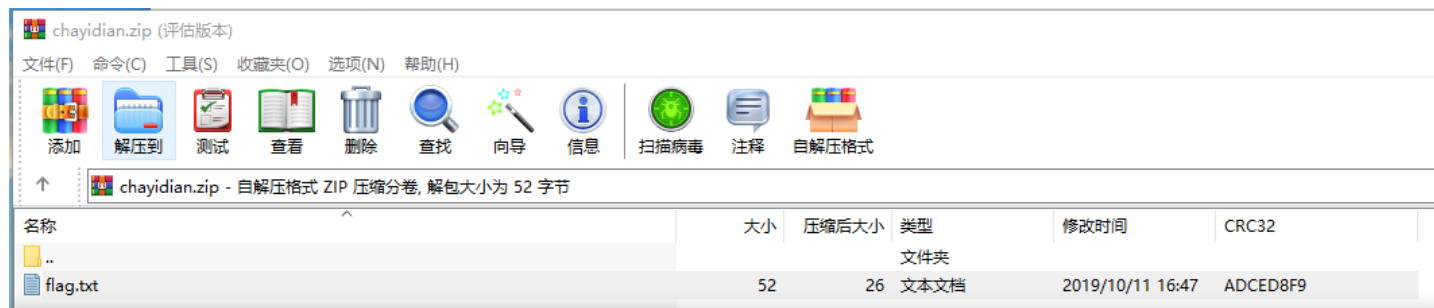 chayidian.zip (评估版本)
文件(F) 命令(C) 工具(S) 收藏夹(O) 选项(N) 帮助(H)
添加 解压到 测试 查看 删除 查找 向导 信息 扫描病毒 注释 自解压格式
chayidian.zip - 自解压格式 ZIP 压缩分卷, 解包大小为 52 字节
名称 大小 压缩后大小 类型 修改时间 CRC32
.. 文件夹
flag.txt 52 26 文本文档 2019/10/11 16:47 ADCED8F9